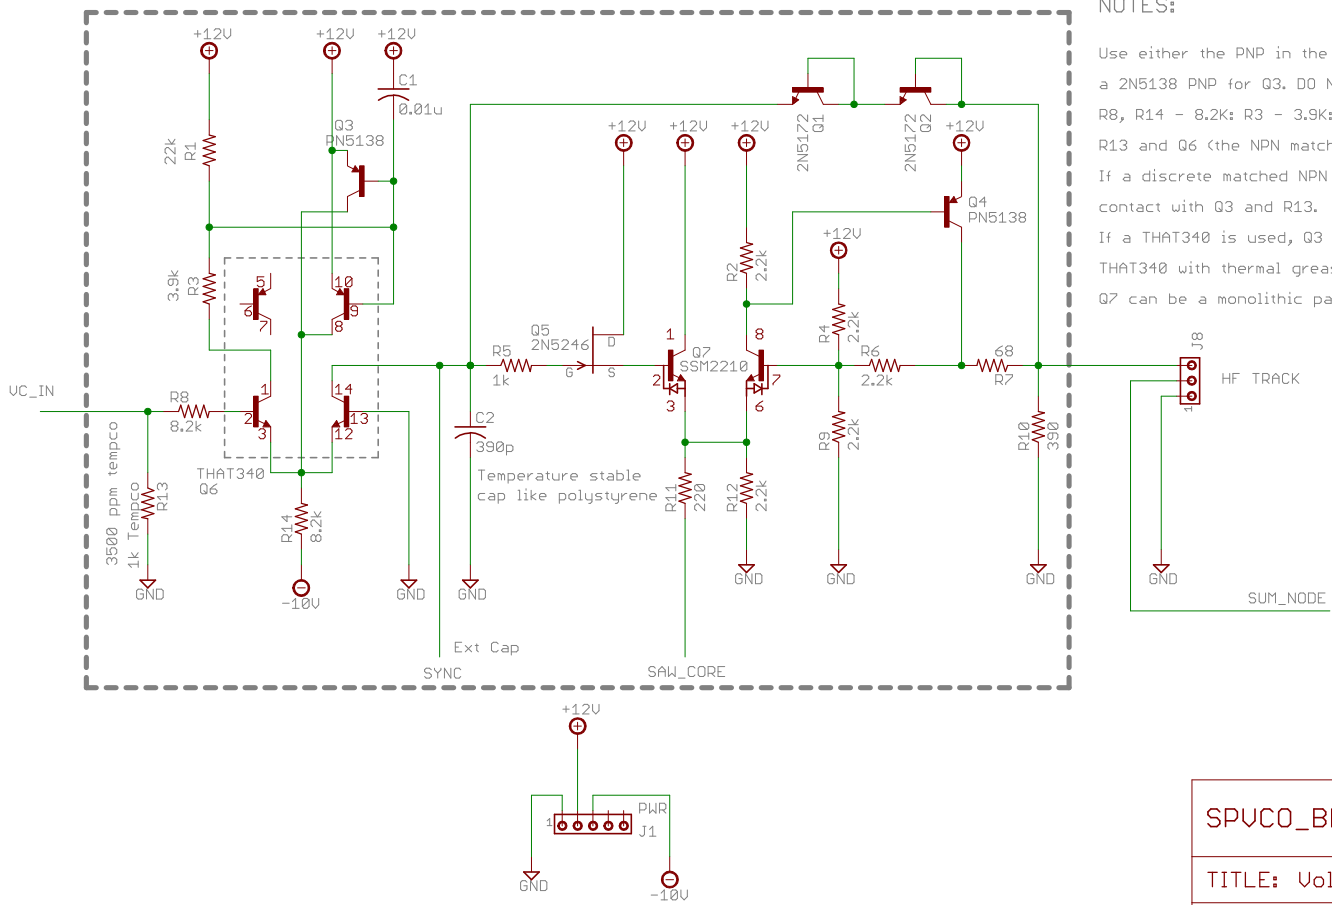 NOTES:
Use either the PNP in the
a 2N5138 PNP for Q3. DO N
R8, R14 - 8.2K: R3 - 3.9K:
R13 and Q6 (the NPN match
If a discrete matched NPN
contact with Q3 and R13.
If a THAT340 is used, Q3
THAT340 with thermal greas
Q7 can be a monolithic pa
+12V
+12V
+12V
C1
0.01u
Q3
PN5138
22k
R1
3.9k
R3
5
6
7
10
9
8
1
2
3
14
13
12
VC_IN
R8
8.2k
THAT340
Q6
3500 ppm tempco
1k Tempco
R13
R14
8.2k
GND
-10V
GND
GND
C2
390p
Temperature stable
cap like polystyrene
Ext Cap
SYNC
SAW_CORE
R5
1k
Q5
2N5246
D
G
S
+12V
+12V
+12V
Q7
SSM2210
1
2
3
8
7
6
R2
2.2k
R11
220
R12
2.2k
GND
2N5172
Q1
2N5172
Q2
+12V
Q4
PN5138
+12V
R4
2.2k
R6
2.2k
68
R7
R9
2.2k
GND
R10
390
GND
J8
1
HF TRACK
GND
SUM_NODE
+12V
PWR
1
J1
GND
-10V
SPVCO_B
TITLE: Vol